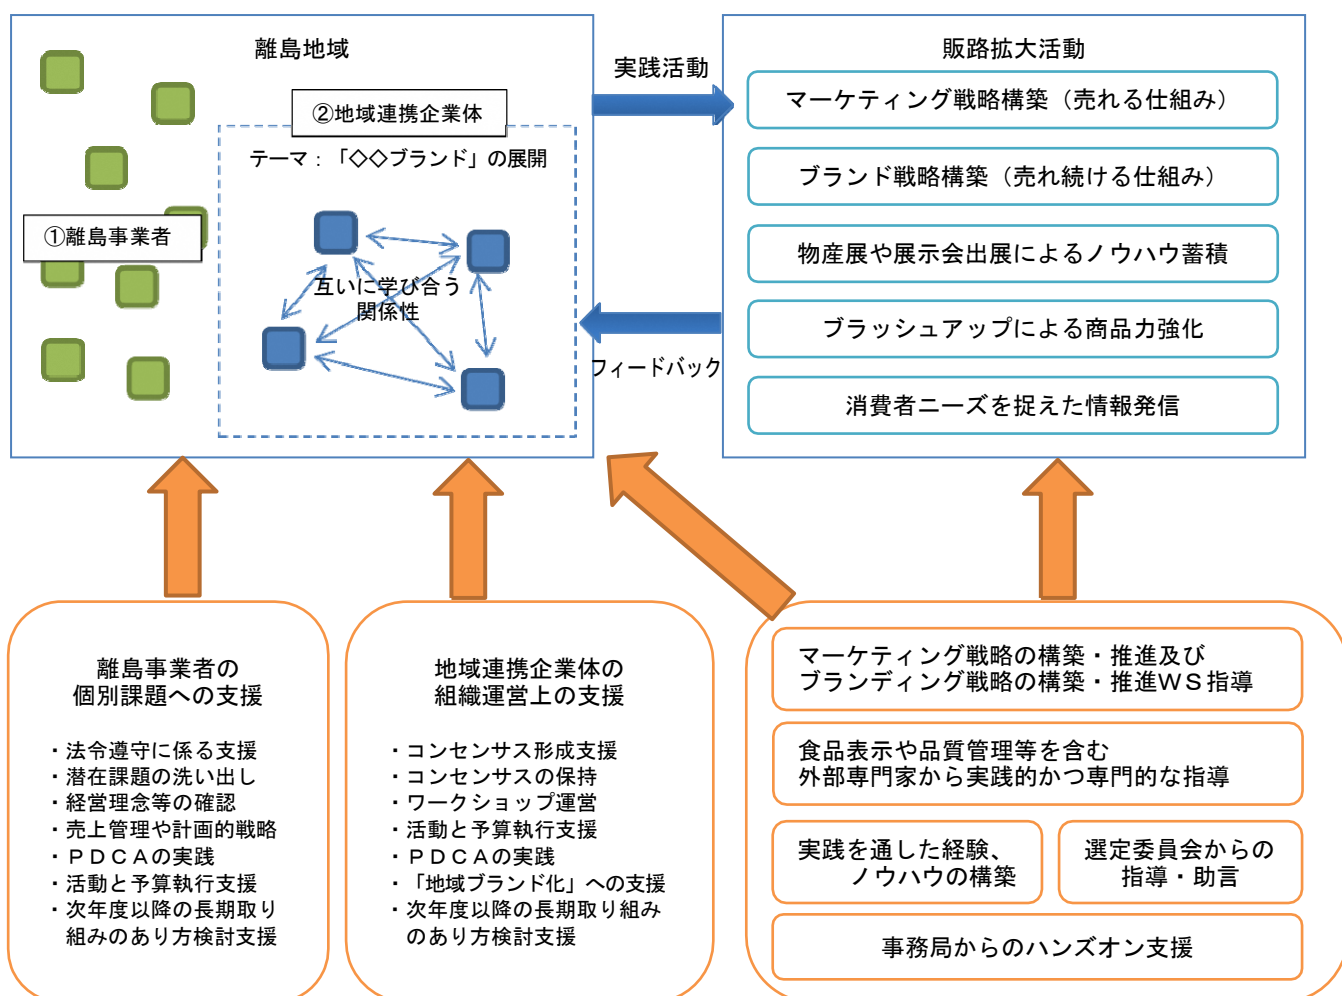 離島地域
②地域連携企業体
テーマ：「◇◇ブランド」の展開
①離島事業者
互いに学び合う
関係性
実践活動
フィードバック
販路拡大活動
マーケティング戦略構築（売れる仕組み）
ブランド戦略構築（売れ続ける仕組み）
物産展や展示会出展によるノウハウ蓄積
ブラッシュアップによる商品力強化
消費者ニーズを捉えた情報発信
離島事業者の
個別課題への支援
・法令遵守に係る支援
・潜在課題の洗い出し
・経営理念等の確認
・売上管理や計画的戦略
・ＰＤＣＡの実践
・活動と予算執行支援
・次年度以降の長期取り
組みのあり方検討支援
地域連携企業体の
組織運営上の支援
・コンセンサス形成支援
・コンセンサスの保持
・ワークショップ運営
・活動と予算執行支援
・ＰＤＣＡの実践
・「地域ブランド化」への支援
・次年度以降の長期取り組み
のあり方検討支援
マーケティング戦略の構築・推進及び
ブランディング戦略の構築・推進ＷＳ指導
食品表示や品質管理等を含む
外部専門家から実践的かつ専門的な指導
実践を通した経験、
ノウハウの構築
選定委員会からの
指導・助言
事務局からのハンズオン支援